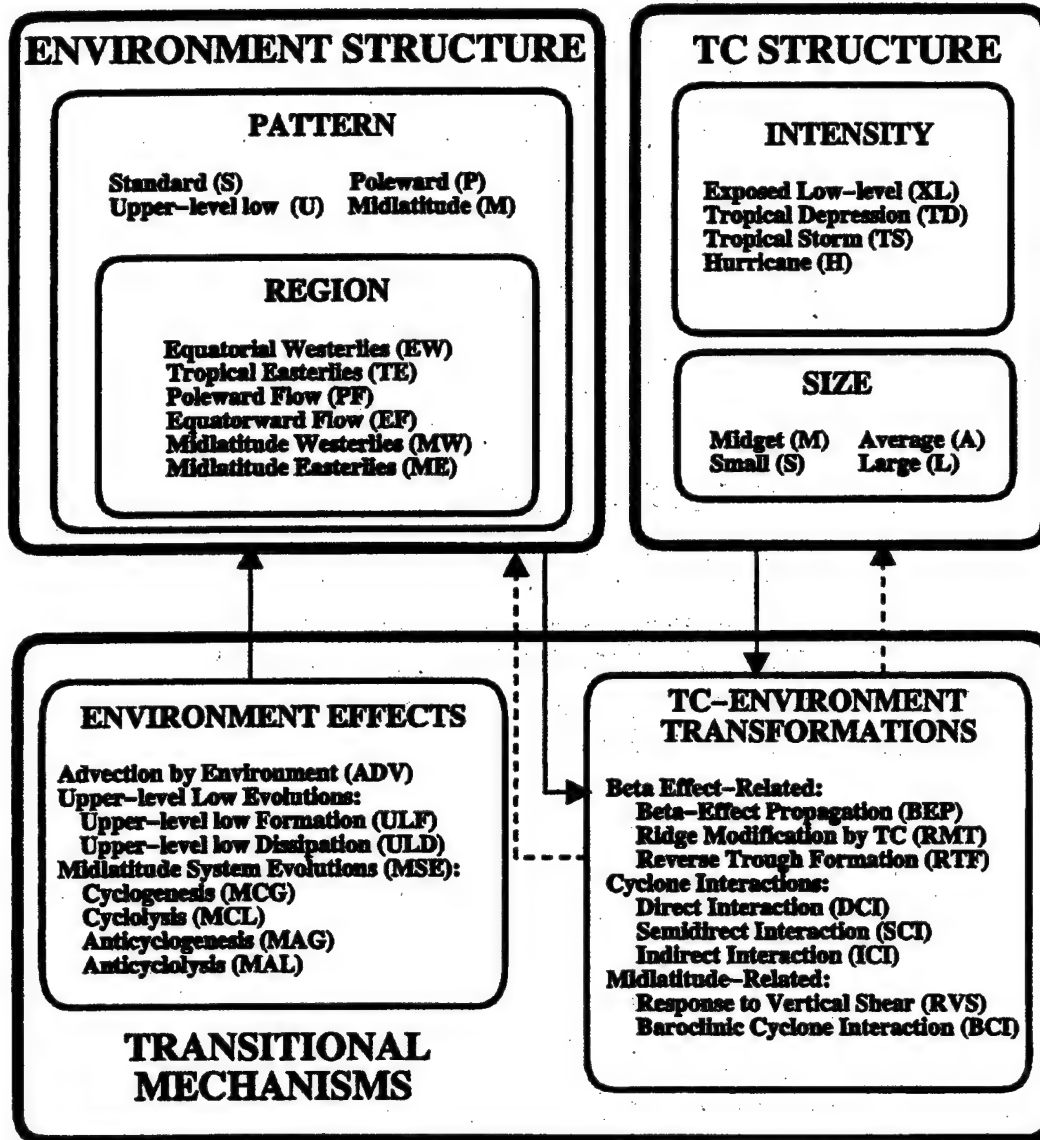 ENVIRONMENT STRUCTURE
PATTERN
Standard (S) Poleward (P)
Upper-level low (U) Midlatitude (M)
REGION
Equatorial Westerlies (EW)
Tropical Easterlies (TE)
Poleward Flow (PF)
Equatorward Flow (EF)
Midlatitude Westerlies (MW)
Midlatitude Easterlies (ME)
TC STRUCTURE
INTENSITY
Exposed Low-level (XL)
Tropical Depression (TD)
Tropical Storm (TS)
Hurricane (H)
SIZE
Midget (M) Average (A)
Small (S) Large (L)
ENVIRONMENT EFFECTS
Advection by Environment (ADV)
Upper-level Low Evolutions:
Upper-level low Formation (ULF)
Upper-level low Dissipation (ULD)
Midlatitude System Evolutions (MSE):
Cyclogenesis (MCG)
Cyclolysis (MCL)
Anticyclogenesis (MAG)
Anticyclolysis (MAL)
TRANSITIONAL
MECHANISMS
TC-ENVIRONMENT
TRANSFORMATIONS
Beta Effect-Related:
Beta-Effect Propagation (BEP)
Ridge Modification by TC (RMT)
Reverse Trough Formation (RTF)
Cyclone Interactions:
Direct Interaction (DCI)
Semidirect Interaction (SCI)
Indirect Interaction (ICI)
Midlatitude-Related:
Response to Vertical Shear (RVS)
Baroclinic Cyclone Interaction (BCI)